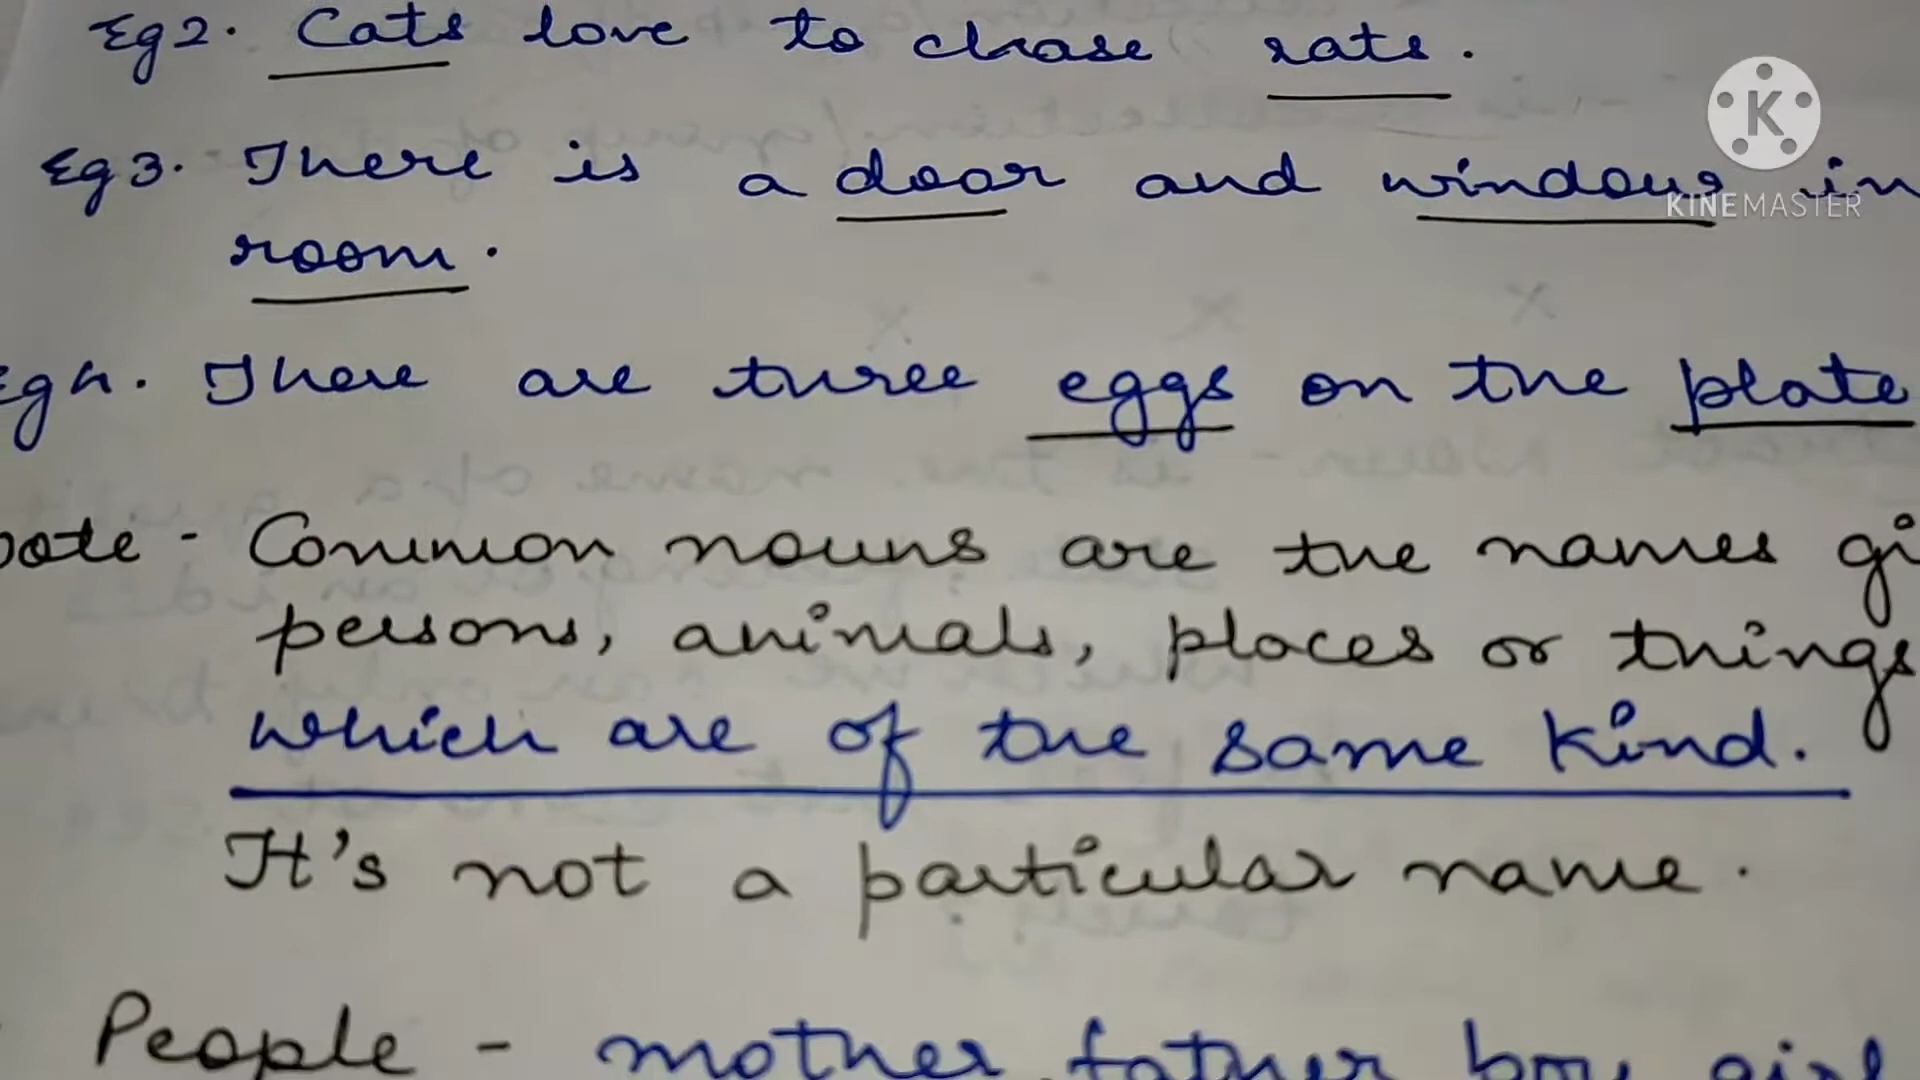 Eg2. Cats love to chase rats.
Eg3. There is a door and windows in
room.
Eg4. There are three eggs on the plate
Note - Common nouns are the names gi
persons, animals, places or things
which are of the same kind.
It's not a particular name.
People - mother, father, boy, girl
K
KINEMASTER